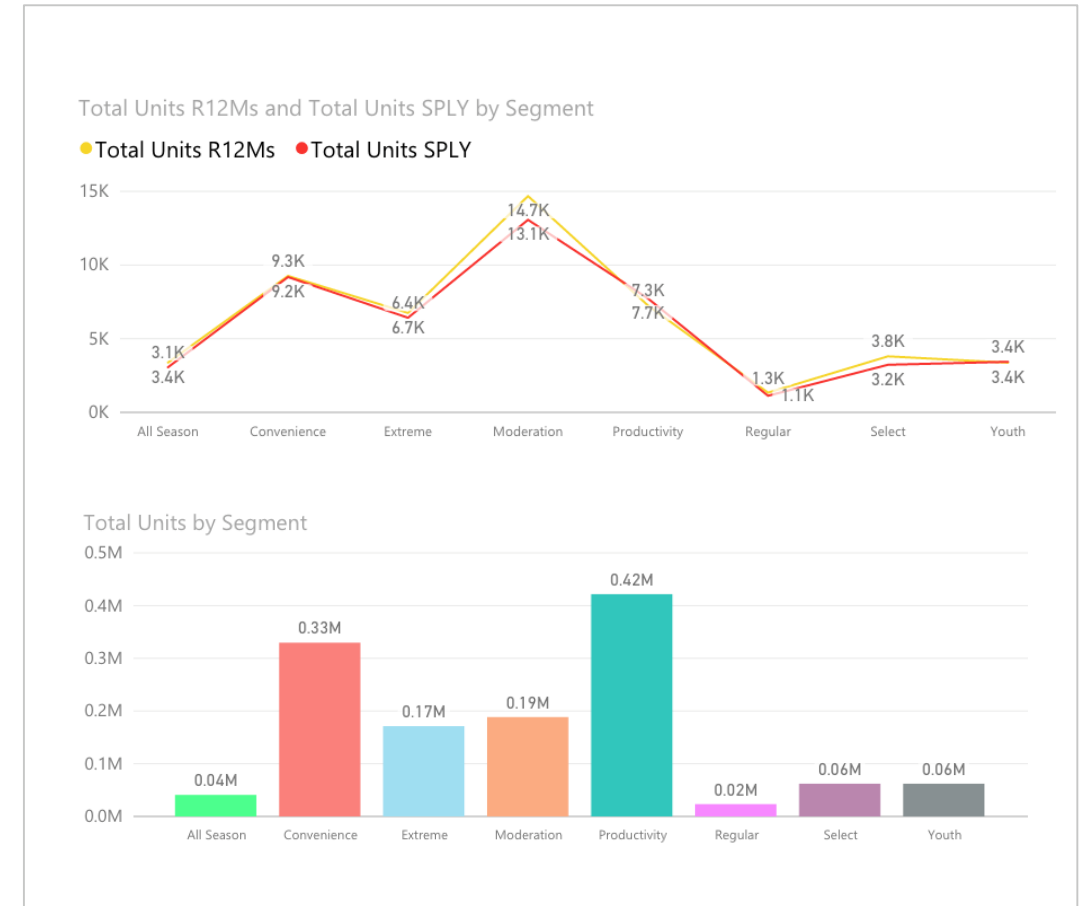 Total Units R12Ms and Total Units SPLY by Segment
Total Units R12Ms Total Units SPLY
15K
14.7K
13.1K
10K
9.3K
9.2K
7.3K
7.7K
6.4K
6.7K
5K
3.8K
3.4K
3.1K
3.4K
3.2K
3.4K
1.3K
1.1K
0K
All Season Convenience Extreme Moderation Productivity Regular Select Youth
Total Units by Segment
0.5M
0.42M
0.4M
0.33M
0.3M
0.2M
0.17M
0.19M
0.1M
0.04M
0.02M
0.06M
0.06M
0.0M
All Season Convenience Extreme Moderation Productivity Regular Select Youth